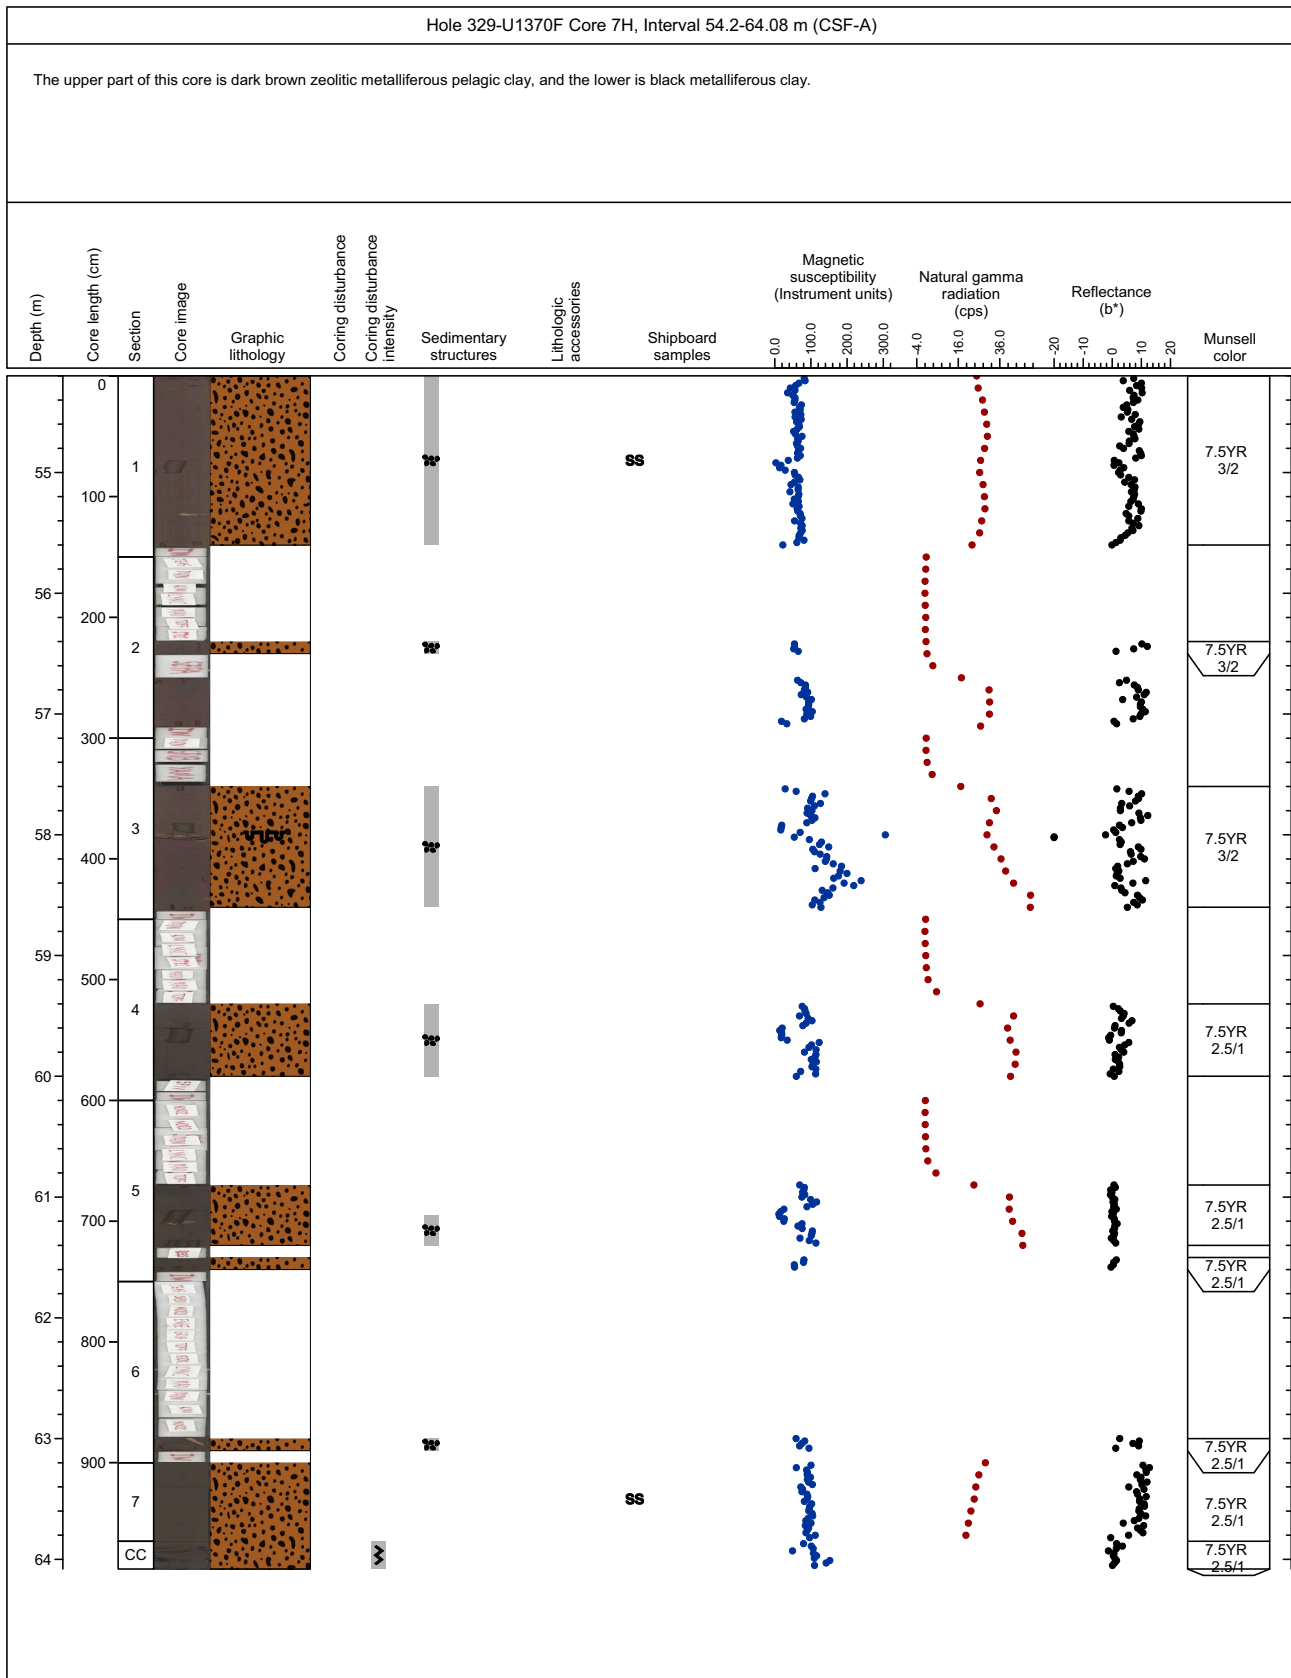 Hole 329-U1370F Core 7H, Interval 54.2-64.08 m (CSF-A)
The upper part of this core is dark brown zeolitic metalliferous pelagic clay, and the lower is black metalliferous clay.
Depth (m)
Core length (cm)
Section
Core image
Graphic
lithology
Coring disturbance
Coring disturbance
intensity
Sedimentary
structures
Lithologic
accessories
Shipboard
samples
Magnetic
susceptibility
(Instrument units)
0.0 100.0 200.0 300.0
Natural gamma
radiation
(cps)
-4.0 16.0 36.0
Reflectance
(b*)
-20 -10 0 10 20
Munsell
color
0
1
SS
7.5YR
3/2
55
100
56
200
2
7.5YR
3/2
57
300
3
7.5YR
3/2
58
400
59
500
4
7.5YR
2.5/1
60
600
61
5
7.5YR
2.5/1
700
7.5YR
2.5/1
62
800
6
63
7.5YR
2.5/1
900
7
SS
7.5YR
2.5/1
64
CC
7.5YR
2.5/1